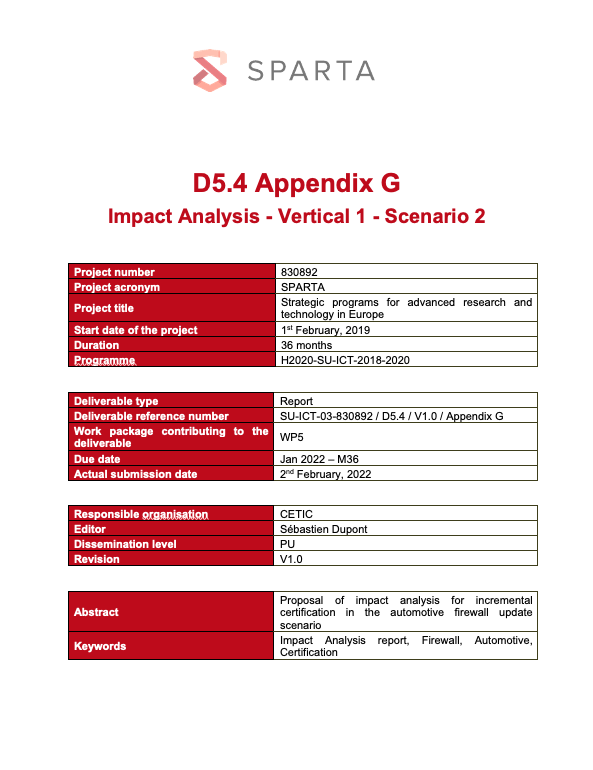 SPARTA
D5.4 Appendix G
Impact Analysis - Vertical 1 - Scenario 2
Project number 830892
Project acronym SPARTA
Project title Strategic programs for advanced research and
technology in Europe
Start date of the project 1st February, 2019
Duration 36 months
Programme H2020-SU-ICT-2018-2020
Deliverable type Report
Deliverable reference number SU-ICT-03-830892 / D5.4 / V1.0 / Appendix G
Work package contributing to the
deliverable WP5
Due date Jan 2022 – M36
Actual submission date 2nd February, 2022
Responsible organisation CETIC
Editor Sébastien Dupont
Dissemination level PU
Revision V1.0
Abstract Proposal of impact analysis for incremental
certification in the automotive firewall update
scenario
Keywords Impact Analysis report, Firewall, Automotive,
Certification